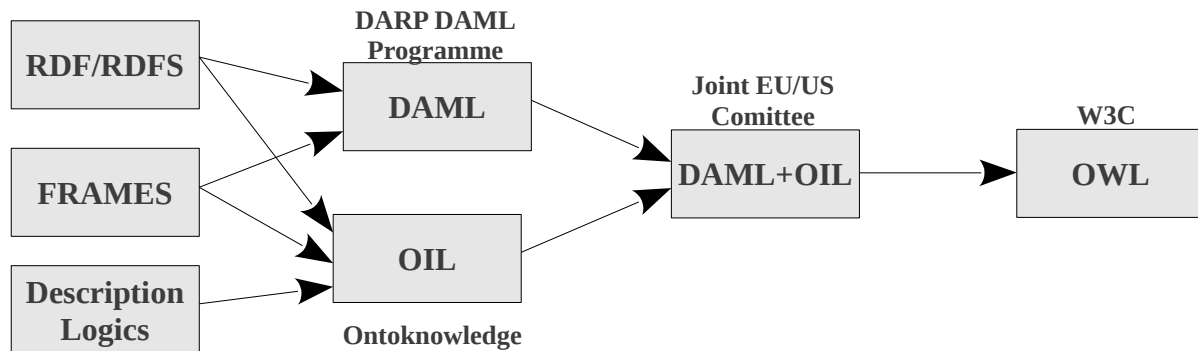 RDF/RDFS
FRAMES
Description
Logics
DARP DAML
Programme
DAML
OIL
Ontoknowledge
Joint EU/US
Comittee
DAML+OIL
W3C
OWL